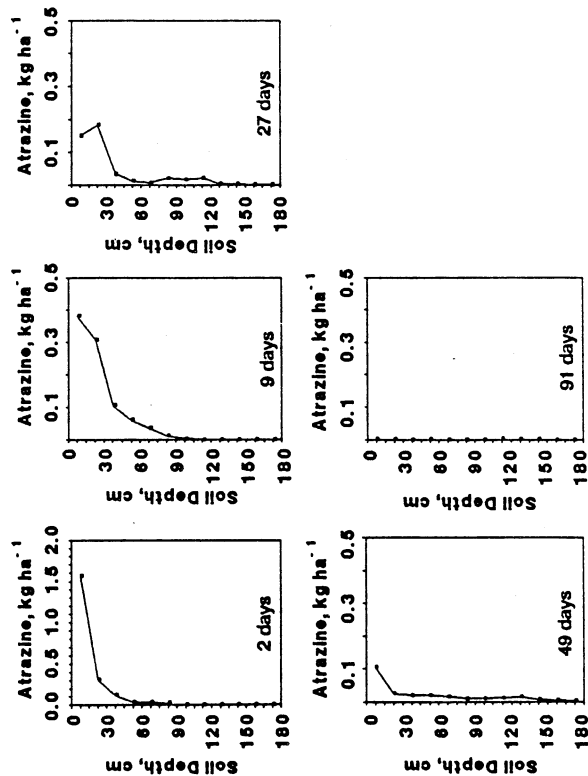 Atrazine, kg ha⁻¹
0.0 0.5 1.0 1.5 2.0
Soil Depth, cm
0
30
60
90
120
150
180
2 days
Atrazine, kg ha⁻¹
0.1 0.3 0.5
Soil Depth, cm
0
30
60
90
120
150
180
9 days
Atrazine, kg ha⁻¹
0.1 0.3 0.5
Soil Depth, cm
0
30
60
90
120
150
180
27 days
Atrazine, kg ha⁻¹
0.1 0.3 0.5
Soil Depth, cm
0
30
60
90
120
150
180
49 days
Atrazine, kg ha⁻¹
0.1 0.3 0.5
Soil Depth, cm
0
30
60
90
120
150
180
91 days